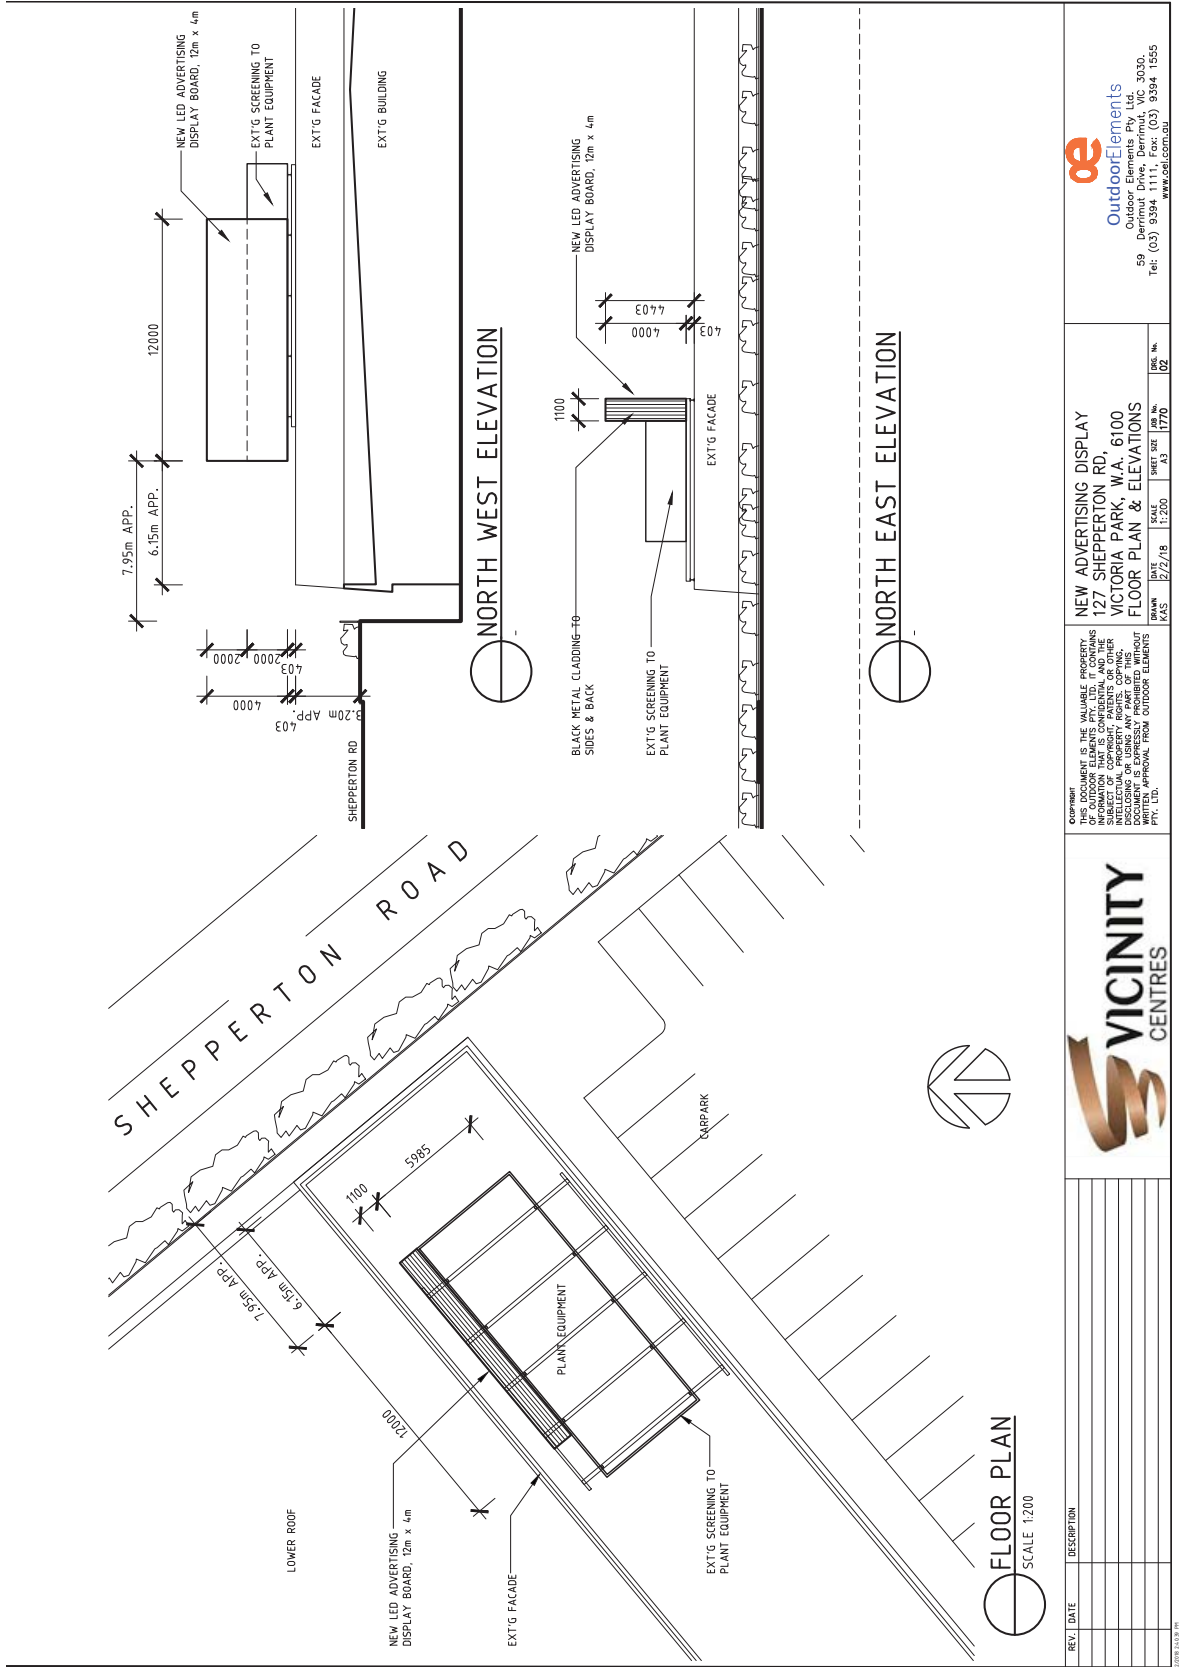 LOWER ROOF
NEW LED ADVERTISING
DISPLAY BOARD, 12m x 4m
EXT'G FACADE
EXT'G SCREENING TO
PLANT EQUIPMENT
PLANT EQUIPMENT
CARPARK
SHEPPERTON ROAD
7.95m APP.
6.15m APP.
12000
1100
5985
FLOOR PLAN
SCALE 1:200
SHEPPERTON RD
7.95m APP.
6.15m APP.
12000
2000
2000
403
4000
403
3.20m APP.
NEW LED ADVERTISING
DISPLAY BOARD, 12m x 4m
EXT'G SCREENING TO
PLANT EQUIPMENT
EXT'G FACADE
EXT'G BUILDING
NORTH WEST ELEVATION
-
BLACK METAL CLADDING TO
SIDES & BACK
EXT'G SCREENING TO
PLANT EQUIPMENT
1100
NEW LED ADVERTISING
DISPLAY BOARD, 12m x 4m
4403
4000
403
EXT'G FACADE
NORTH EAST ELEVATION
-
REV. DATE DESCRIPTION
VICINITY
CENTRES
©COPYRIGHT
THIS DOCUMENT IS THE VALUABLE PROPERTY
OF OUTDOOR ELEMENTS PTY. LTD. IT CONTAINS
INFORMATION THAT IS CONFIDENTIAL AND THE
SUBJECT OF COPYRIGHT, PATENTS OR OTHER
INTELLECTUAL PROPERTY RIGHTS. COPYING,
DISCLOSING OR USING ANY PART OF THIS
DOCUMENT IS EXPRESSLY PROHIBITED WITHOUT
WRITTEN APPROVAL FROM OUTDOOR ELEMENTS
PTY. LTD.
NEW ADVERTISING DISPLAY
127 SHEPPERTON RD,
VICTORIA PARK, W.A. 6100
FLOOR PLAN & ELEVATIONS
DRAWN DATE SCALE SHEET SIZE JOB No. DRG. No.
KAS 2/2/18 1:200 A3 1770 02
oe
OutdoorElements
Outdoor Elements Pty Ltd.
59 Derrimut Drive, Derrimut, VIC 3030.
Tel: (03) 9394 1111, Fax: (03) 9394 1555
www.oel.com.au